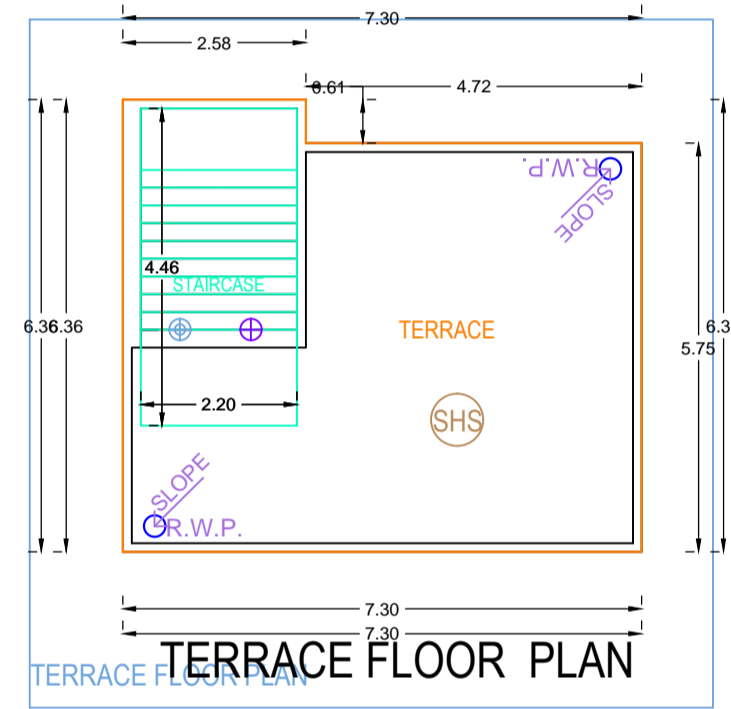 7.30
2.58
0.61
4.72
R.W.P.
SLOPE
4.46
STAIRCASE
6.36
6.36
TERRACE
6.3
5.75
2.20
SHS
SLOPE
R.W.P.
7.30
7.30
TERRACE FLOOR PLAN
TERRACE FLOOR PLAN